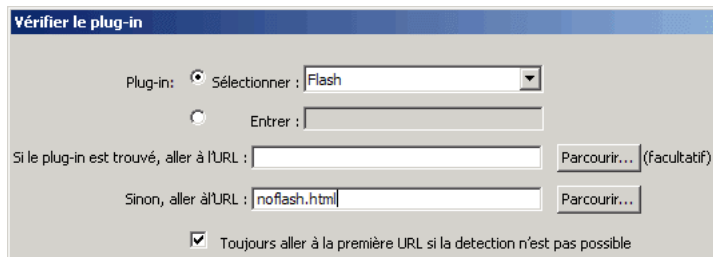 Vérifier le plug-in
Plug-in: Sélectionner : Flash
Entrer :
Si le plug-in est trouvé, aller à l'URL : Parcourir... (facultatif)
Sinon, aller àl'URL : noflash.html Parcourir...
Toujours aller à la première URL si la detection n'est pas possible